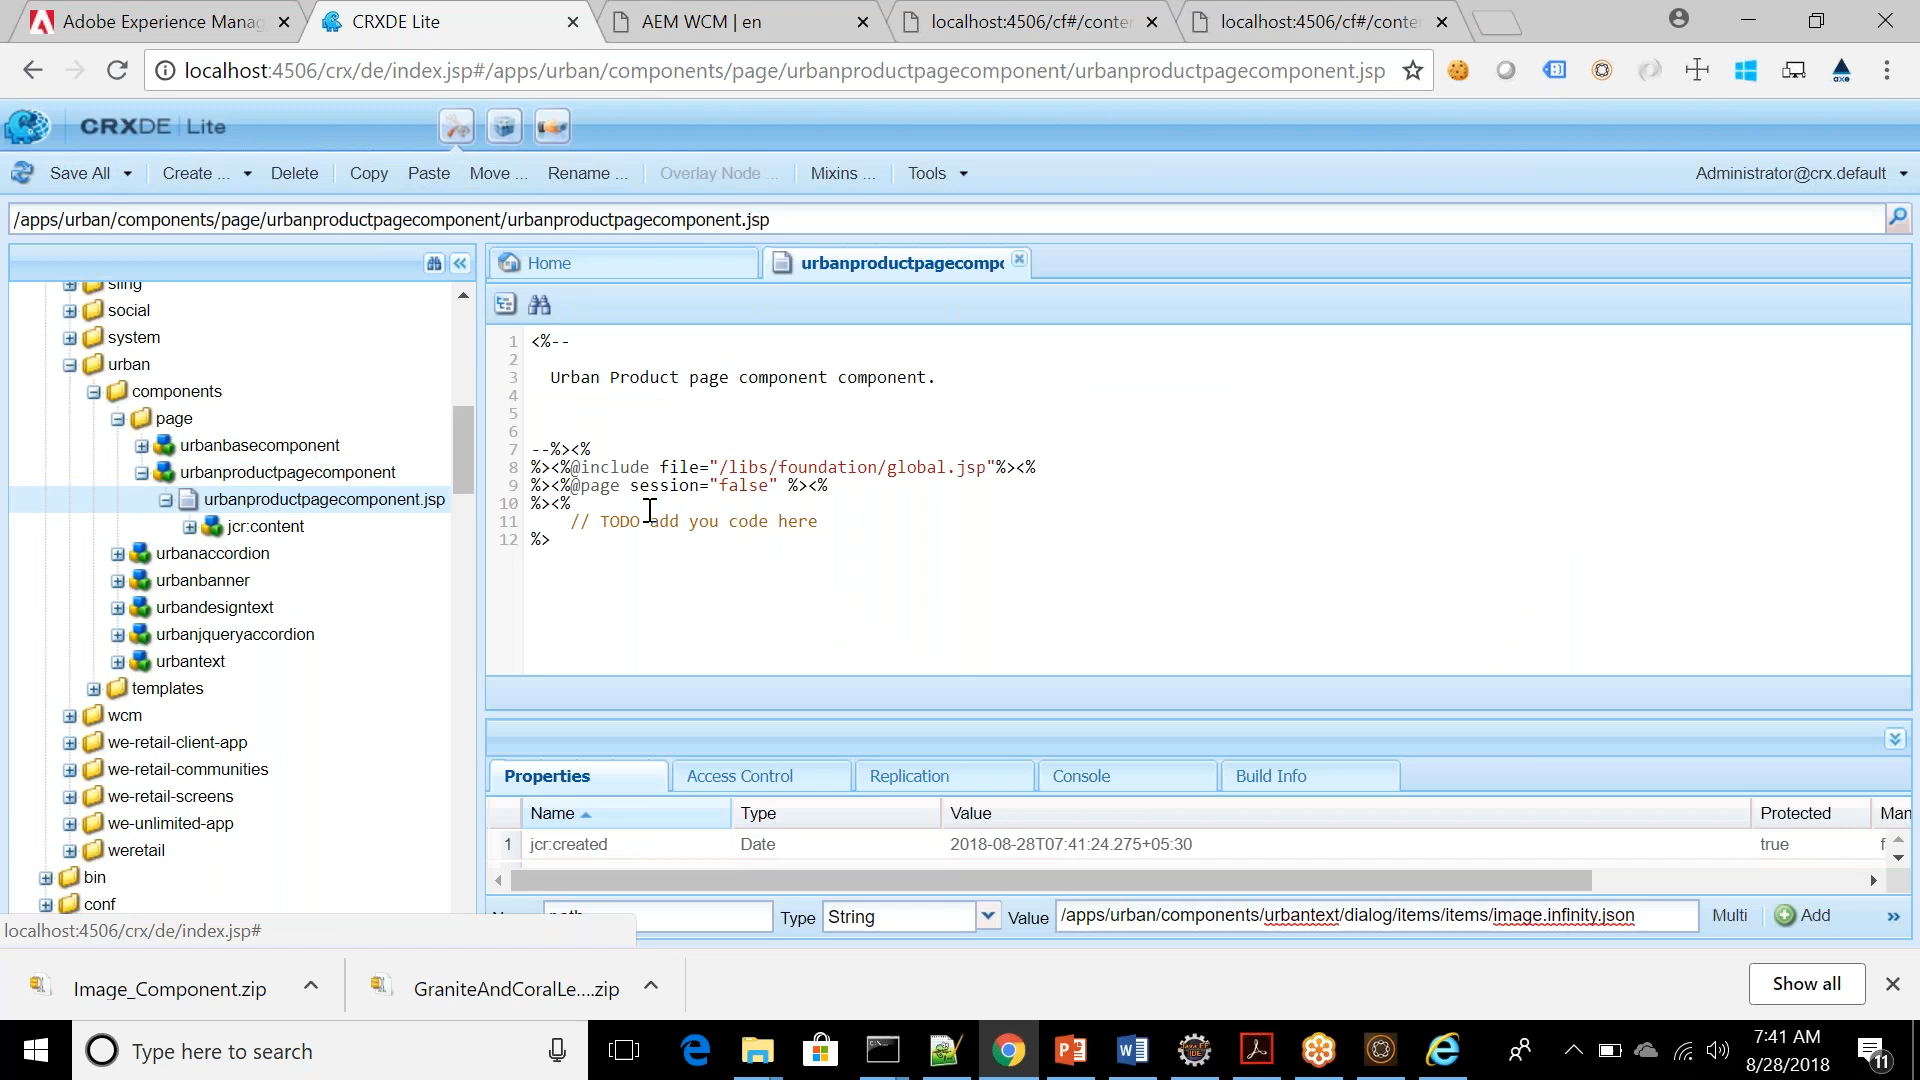 Adobe Experience Manag
CRXDE Lite
AEM WCM | en
localhost:4506/cf#/conte
localhost:4506/cf#/conte
localhost:4506/crx/de/index.jsp#/apps/urban/components/page/urbanproductpagecomponent/urbanproductpagecomponent.jsp
CRXDE | Lite
Save All
Create ...
Delete
Copy
Paste
Move ...
Rename ...
Overlay Node ...
Mixins ...
Tools
Administrator@crx.default
/apps/urban/components/page/urbanproductpagecomponent/urbanproductpagecomponent.jsp
sling
social
system
urban
components
page
urbanbasecomponent
urbanproductpagecomponent
urbanproductpagecomponent.jsp
jcr:content
urbanaccordion
urbanbanner
urbandesigntext
urbanjqueryaccordion
urbantext
templates
wcm
we-retail-client-app
we-retail-communities
we-retail-screens
we-unlimited-app
weretail
bin
conf
localhost:4506/crx/de/index.jsp#
Home
urbanproductpagecompo
1 <%--
2
3 Urban Product page component component.
4
5
6
7 --%><%
8 %><%@include file="/libs/foundation/global.jsp"%><%
9 %><%@page session="false" %><%
10 %><%
11 // TODO add you code here
12 %>
Properties
Access Control
Replication
Console
Build Info
Name Type Value Protected Man
1 jcr:created Date 2018-08-28T07:41:24.275+05:30 true f
Type String Value /apps/urban/components/urbantext/dialog/items/items/image.infinity.json Multi Add
Image_Component.zip
GraniteAndCoralLe....zip
Show all
Type here to search
7:41 AM
8/28/2018
11